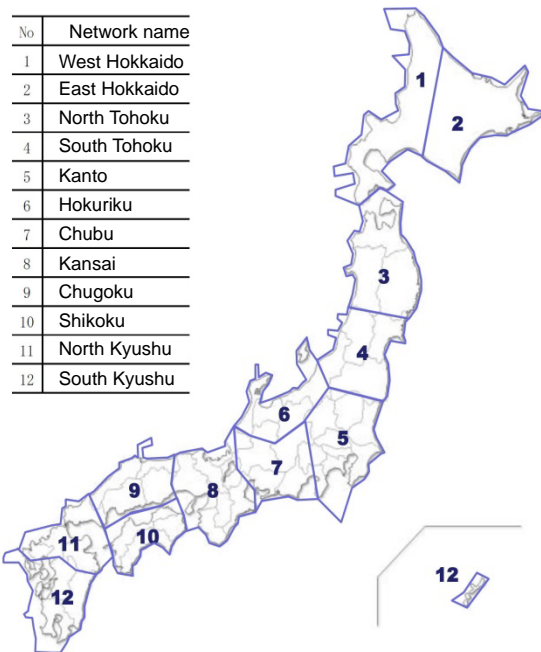 No Network name
1 West Hokkaido
2 East Hokkaido
3 North Tohoku
4 South Tohoku
5 Kanto
6 Hokuriku
7 Chubu
8 Kansai
9 Chugoku
10 Shikoku
11 North Kyushu
12 South Kyushu
1
2
3
4
6
5
7
8
9
10
11
12
12